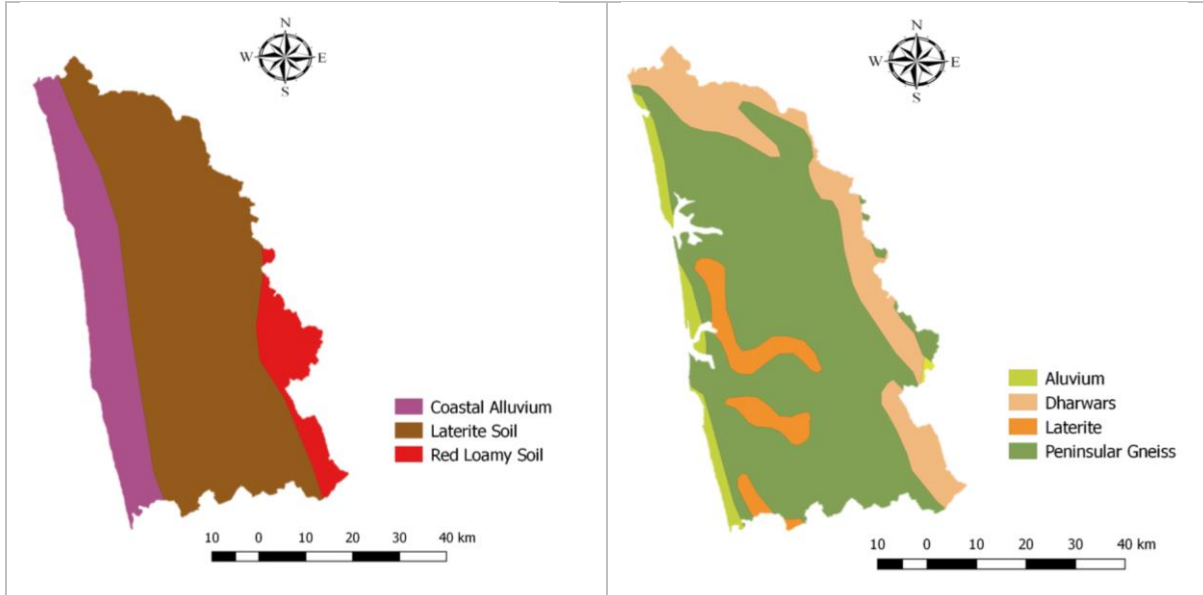 N
W E
S
Coastal Alluvium
Laterite Soil
Red Loamy Soil
10 0 10 20 30 40 km
N
W E
S
Aluvium
Dharwars
Laterite
Peninsular Gneiss
10 0 10 20 30 40 km